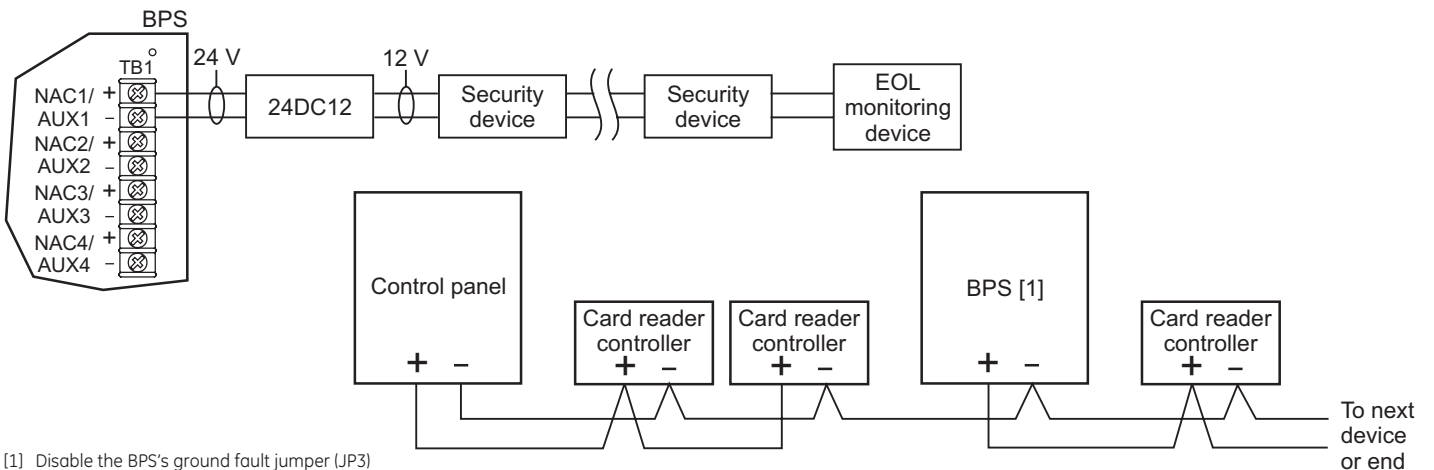 BPS
TB1
24 V
12 V
NAC1/ +
AUX1 –
NAC2/ +
AUX2 –
NAC3/ +
AUX3 –
NAC4/ +
AUX4 –
24DC12
Security
device
Security
device
EOL
monitoring
device
Control panel
+ –
Card reader
controller
+ –
Card reader
controller
+ –
BPS [1]
+ –
Card reader
controller
+ –
To next
device
or end
[1] Disable the BPS's ground fault jumper (JP3)